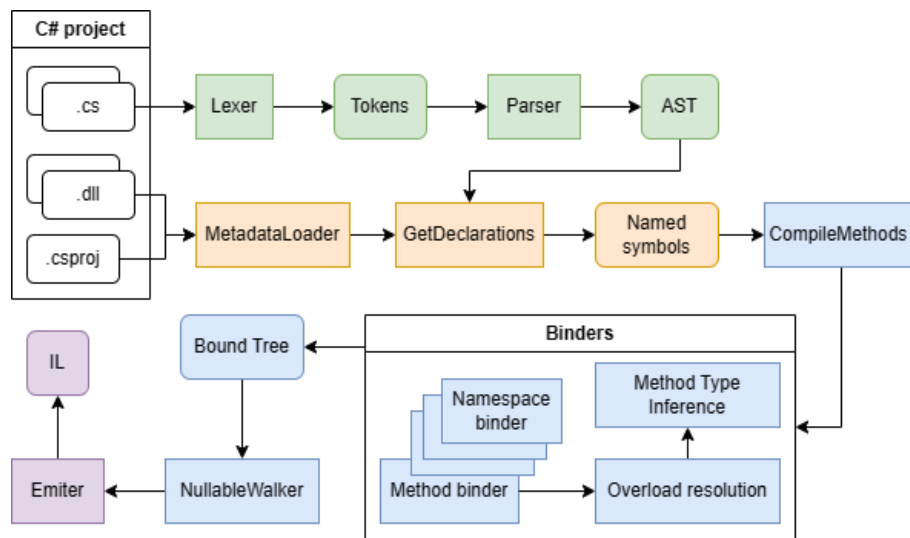 C# project
.cs
Lexer
Tokens
Parser
AST
.dll
.csproj
MetadataLoader
GetDeclarations
Named
symbols
CompileMethods
IL
Bound Tree
Binders
Namespace
binder
Method Type
Inference
Emiter
NullableWalker
Method binder
Overload resolution